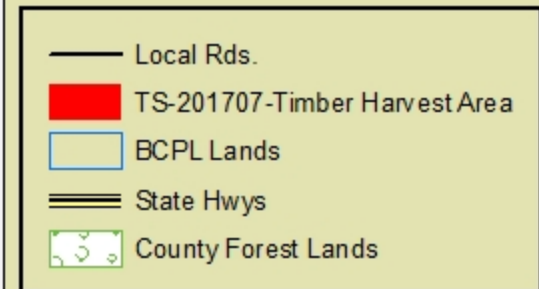 Local Rds.
TS-201707-Timber Harvest Area
BCPL Lands
State Hwys
County Forest Lands